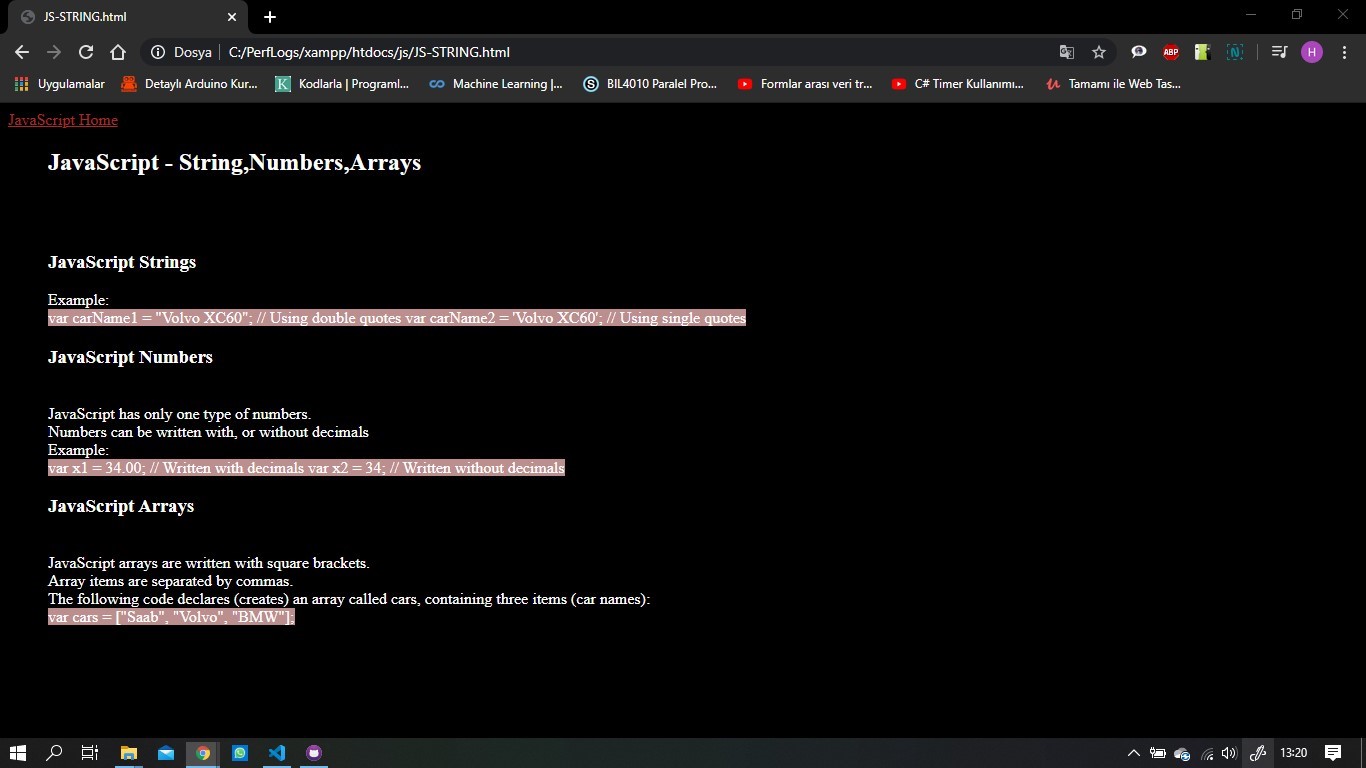 JS-STRING.html
Dosya
C:/PerfLogs/xampp/htdocs/js/JS-STRING.html
ABP
N
H
Uygulamalar
Detaylı Arduino Kur...
K
Kodlarla | Programl...
Machine Learning |...
S
BIL4010 Paralel Pro...
Formlar arası veri tr...
C# Timer Kullanımı...
Tamamı ile Web Tas...
JavaScript Home
JavaScript - String,Numbers,Arrays
JavaScript Strings
Example:
var carName1 = "Volvo XC60"; // Using double quotes var carName2 = 'Volvo XC60'; // Using single quotes
JavaScript Numbers
JavaScript has only one type of numbers.
Numbers can be written with, or without decimals
Example:
var x1 = 34.00; // Written with decimals var x2 = 34; // Written without decimals
JavaScript Arrays
JavaScript arrays are written with square brackets.
Array items are separated by commas.
The following code declares (creates) an array called cars, containing three items (car names):
var cars = ["Saab", "Volvo", "BMW"];
13:20